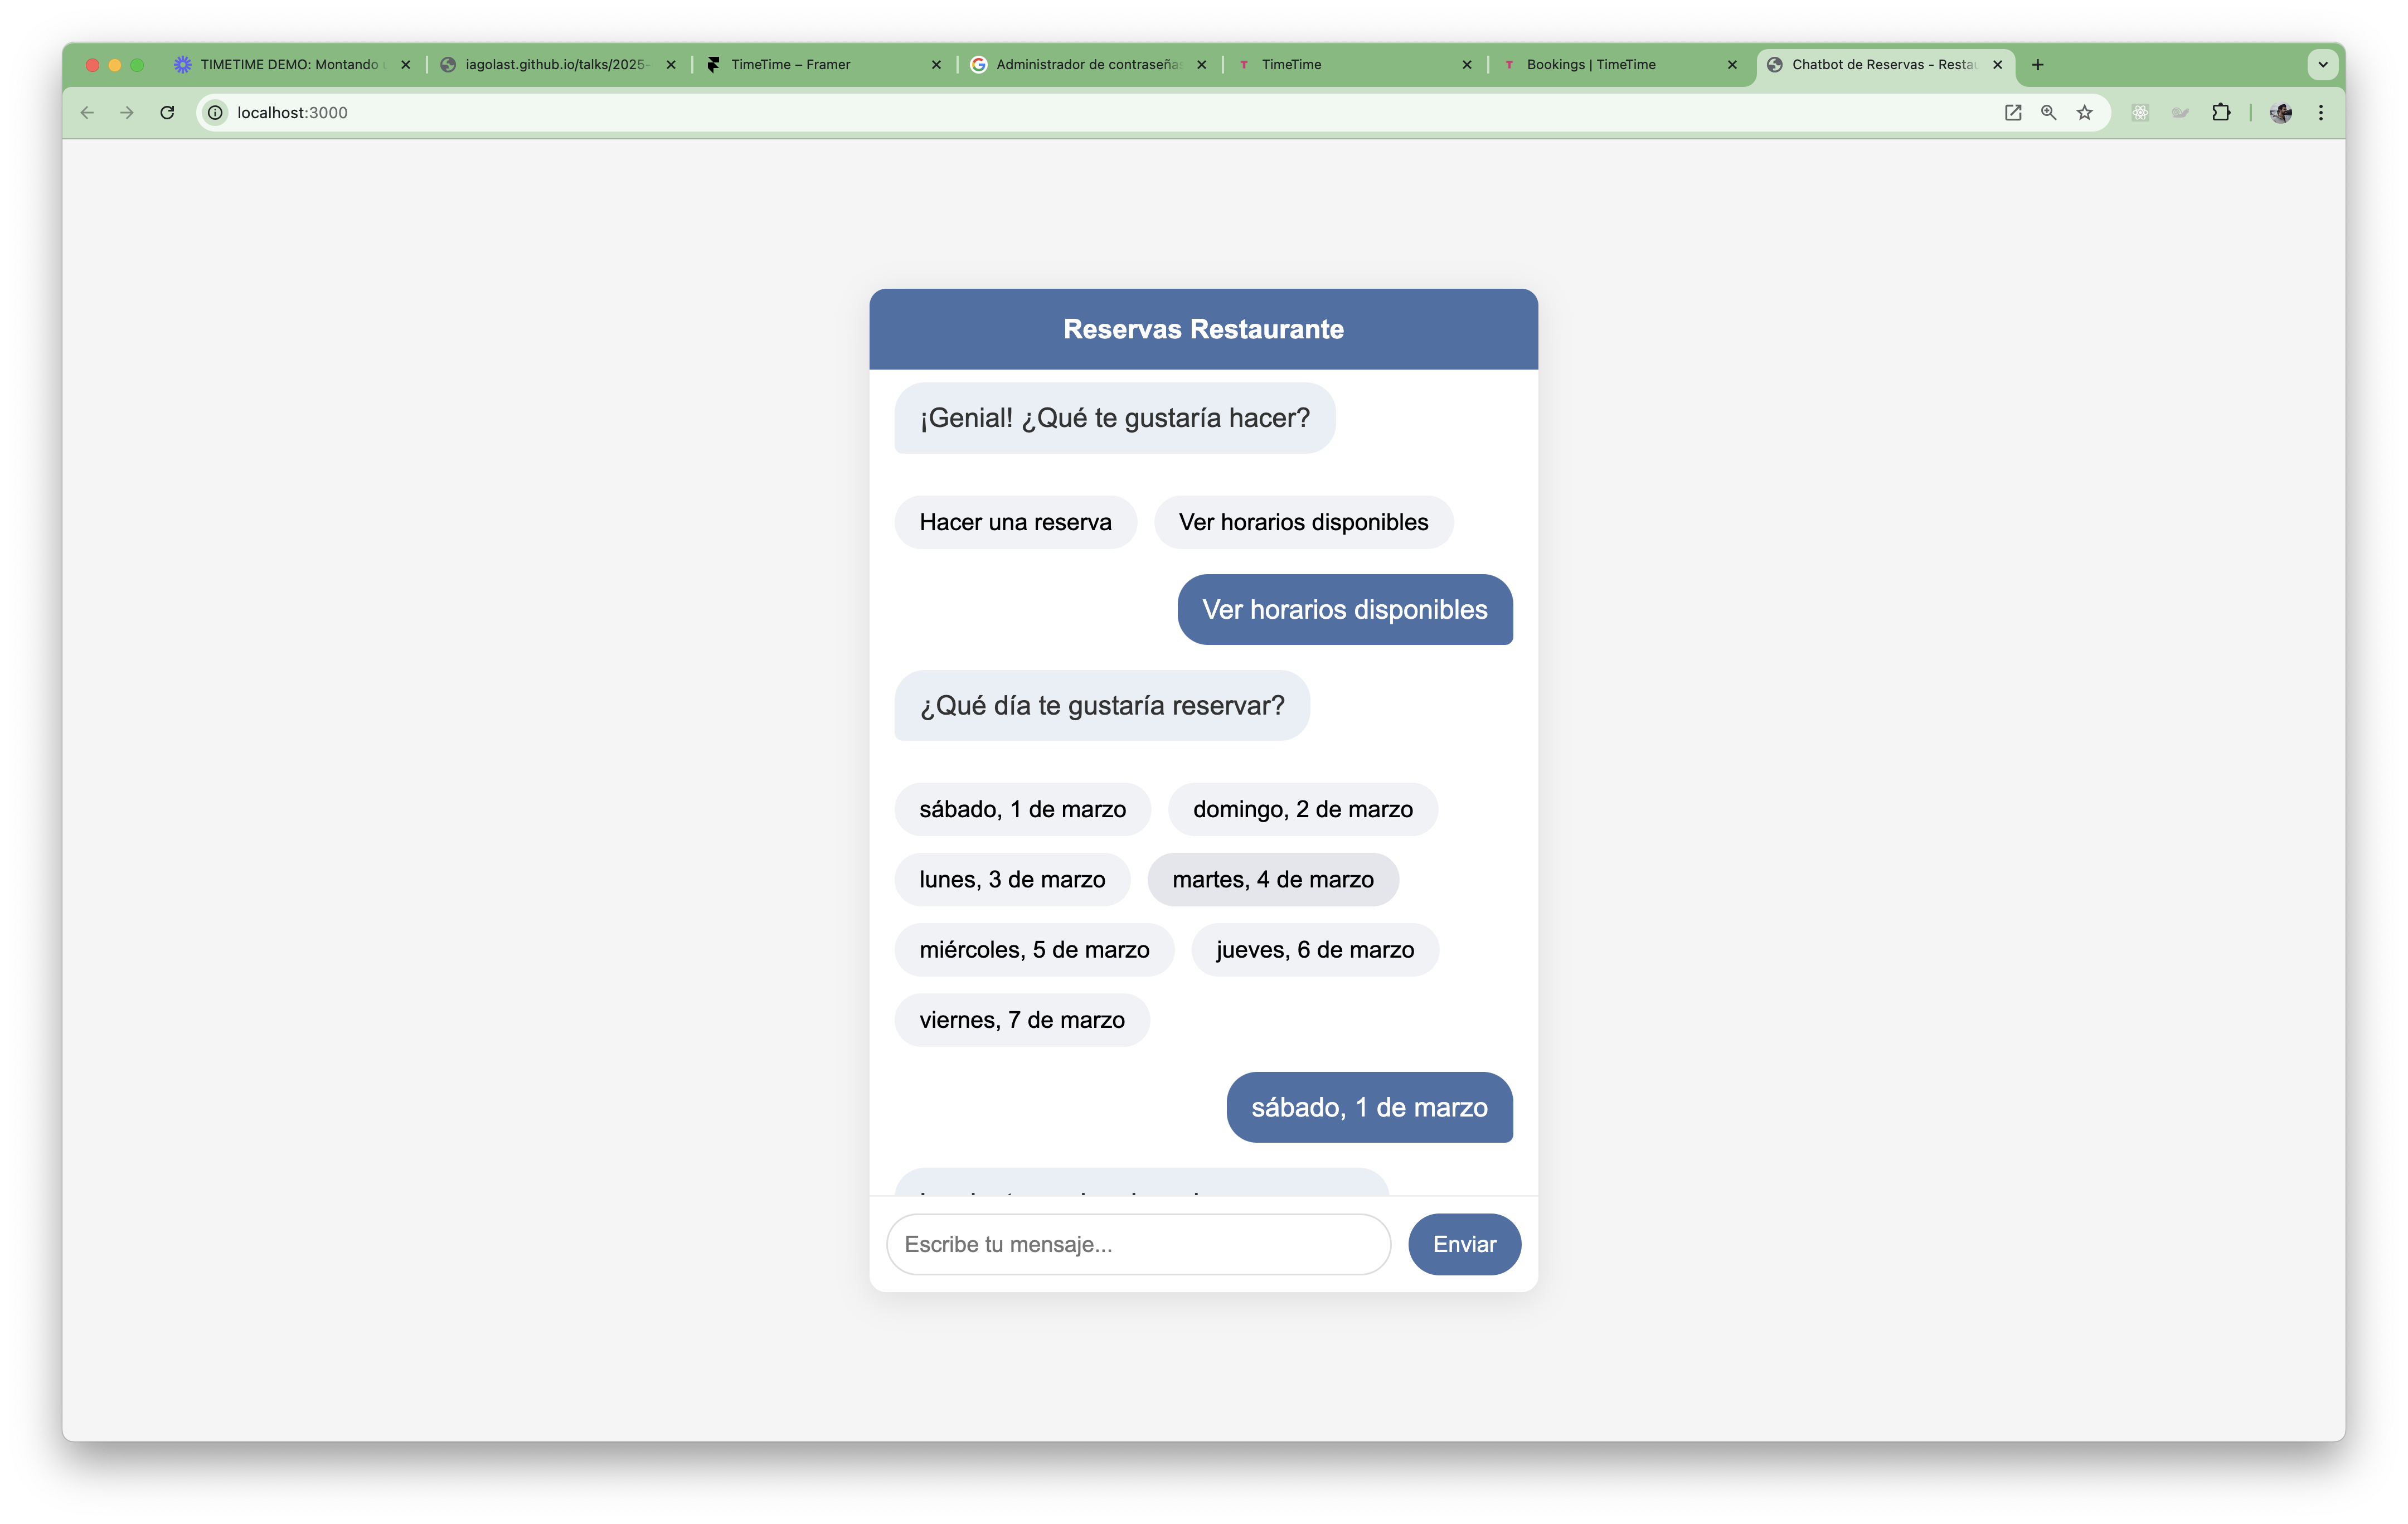 TIMETIME DEMO: Montando
iagolast.github.io/talks/2025-
TimeTime – Framer
Administrador de contraseñas
TimeTime
Bookings | TimeTime
Chatbot de Reservas - Restau
localhost:3000
Reservas Restaurante
¡Genial! ¿Qué te gustaría hacer?
Hacer una reserva
Ver horarios disponibles
Ver horarios disponibles
¿Qué día te gustaría reservar?
sábado, 1 de marzo
domingo, 2 de marzo
lunes, 3 de marzo
martes, 4 de marzo
miércoles, 5 de marzo
jueves, 6 de marzo
viernes, 7 de marzo
sábado, 1 de marzo
Escribe tu mensaje...
Enviar